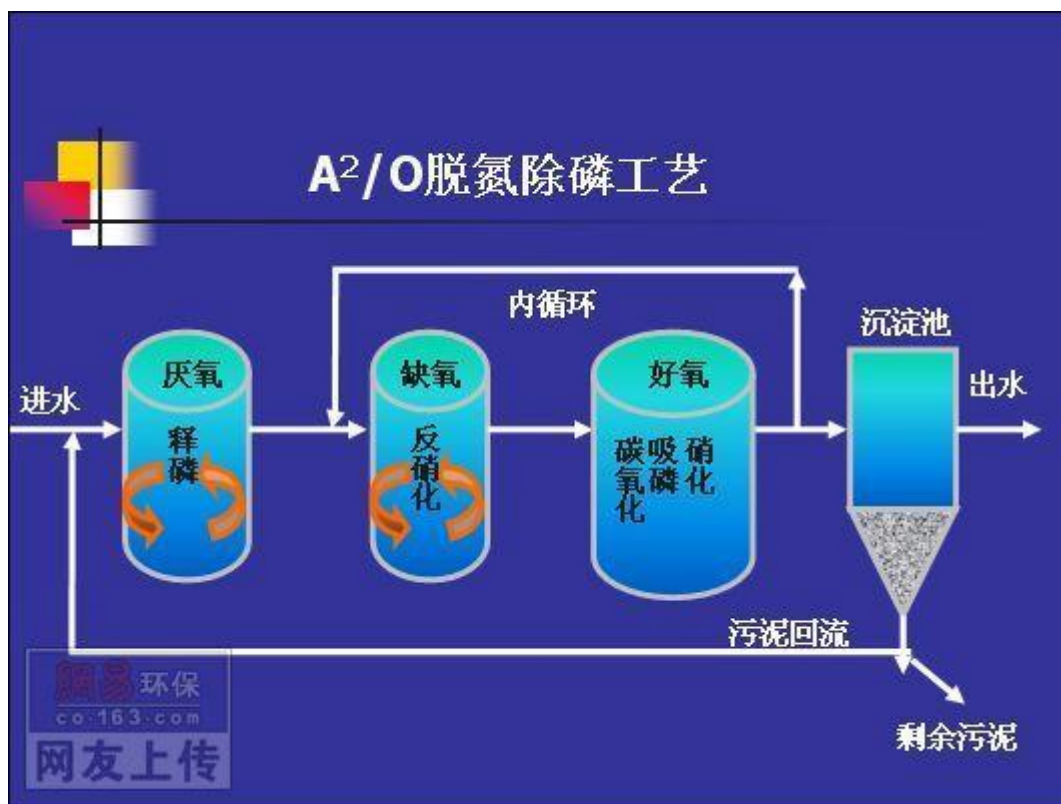 A²/O脱氮除磷工艺
内循环
沉淀池
厌氧
缺氧
好氧
进水
出水
释磷
反硝化
碳氧化
吸磷
硝化
污泥回流
剩余污泥
網易环保
co·163·com
网友上传